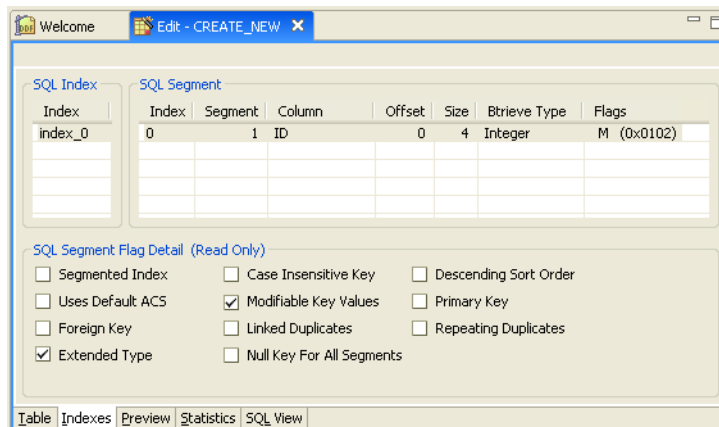 DDF Welcome Edit - CREATE_NEW
SQL Index SQL Segment
Index Index Segment Column Offset Size Btrieve Type Flags
index_0 0 1 ID 0 4 Integer M (0x0102)
SQL Segment Flag Detail (Read Only)
Segmented Index Case Insensitive Key Descending Sort Order
Uses Default ACS Modifiable Key Values Primary Key
Foreign Key Linked Duplicates Repeating Duplicates
Extended Type Null Key For All Segments
Table Indexes Preview Statistics SQL View